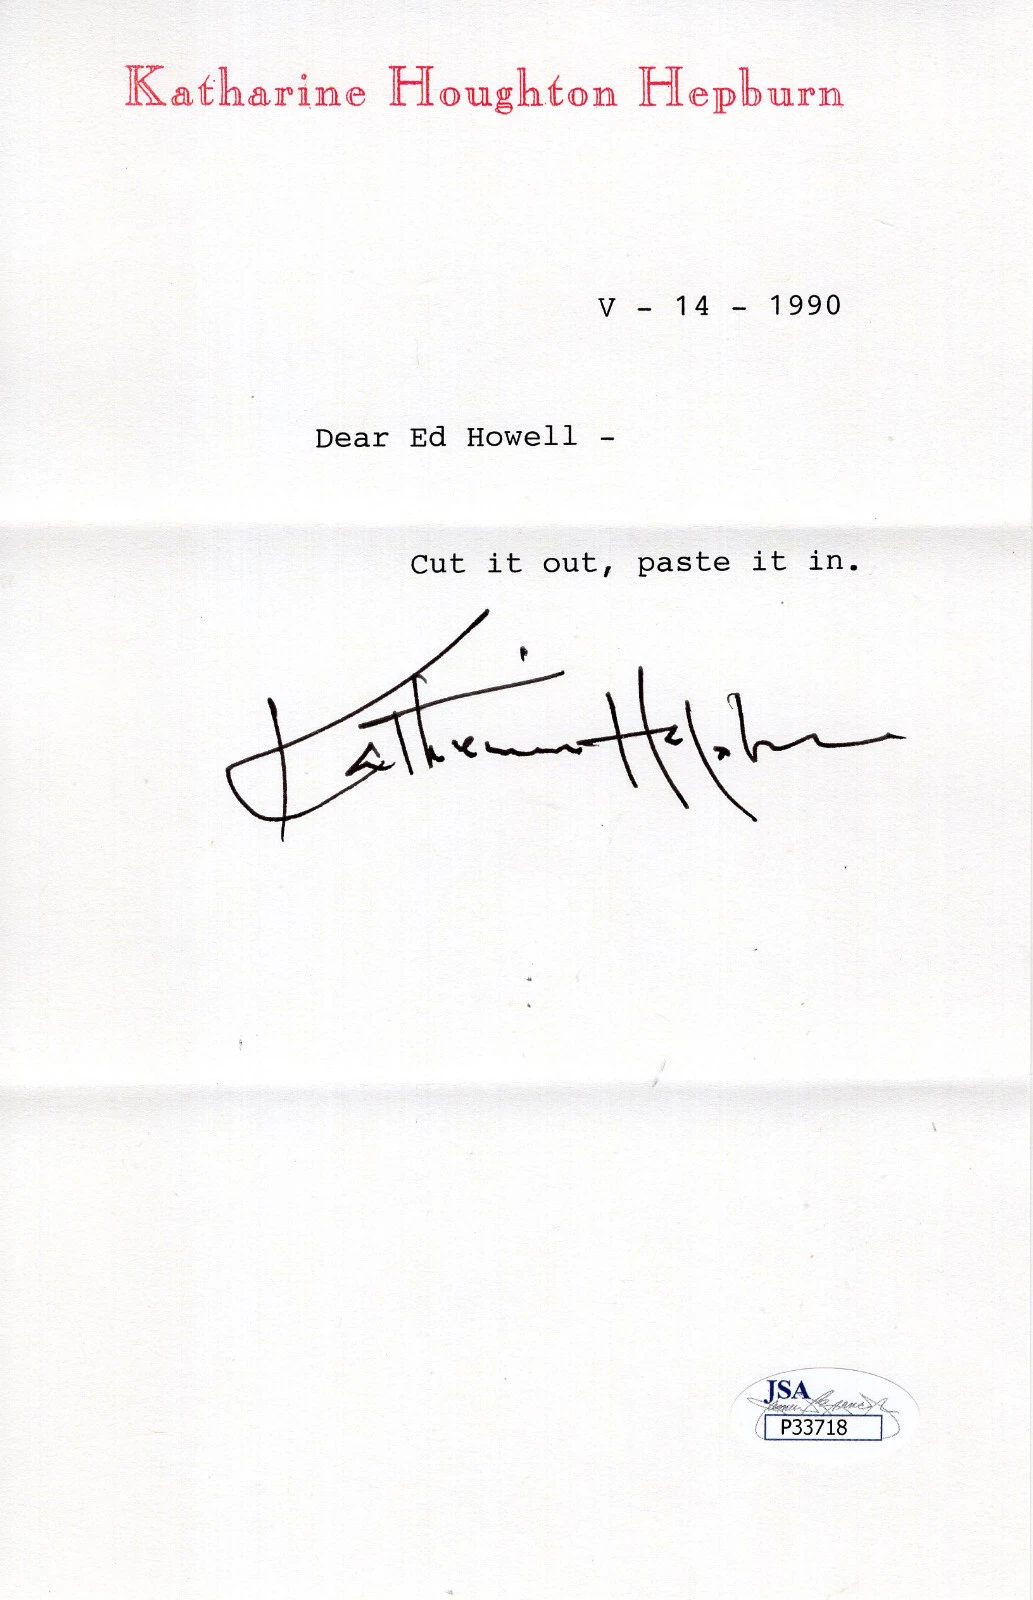 Katharine Houghton Hepburn
V - 14 - 1990
Dear Ed Howell -
Cut it out, paste it in.
Katharine Hepburn
JSA
P33718